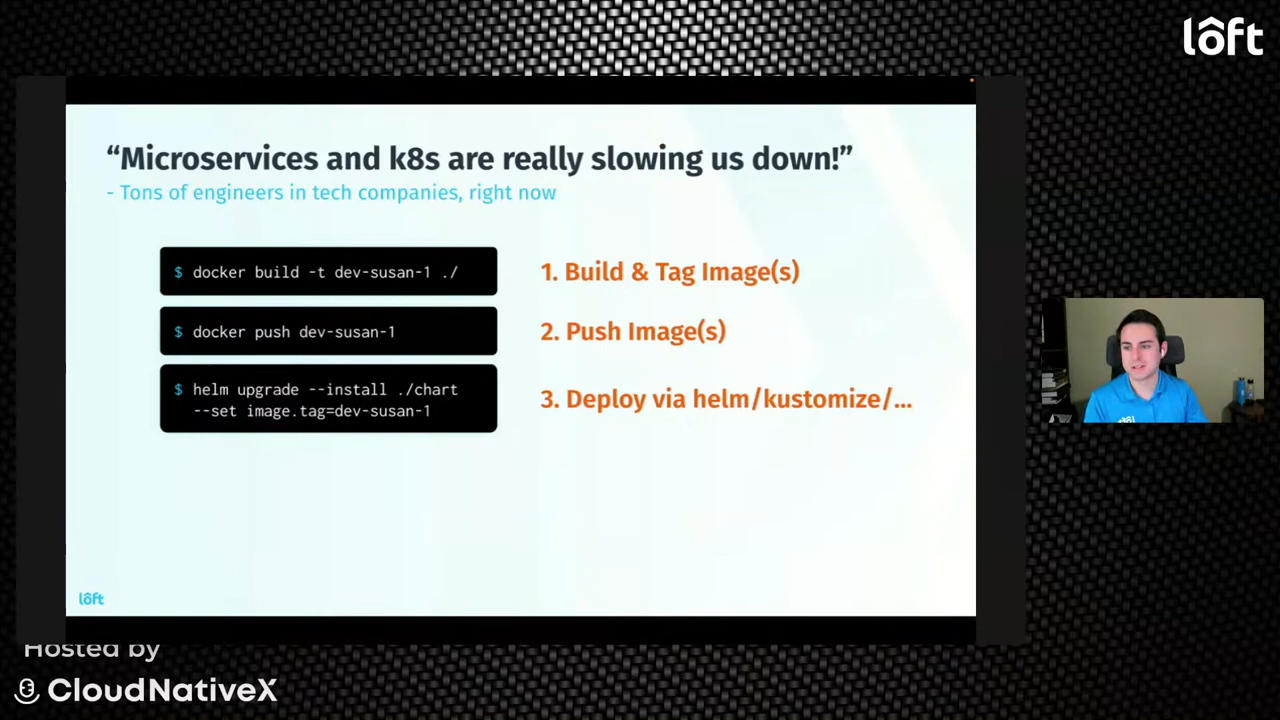 lôft
“Microservices and k8s are really slowing us down!”
- Tons of engineers in tech companies, right now
$ docker build -t dev-susan-1 ./
1. Build & Tag Image(s)
$ docker push dev-susan-1
2. Push Image(s)
$ helm upgrade --install ./chart
--set image.tag=dev-susan-1
3. Deploy via helm/kustomize/...
lôft
Hosted by
CloudNativeX